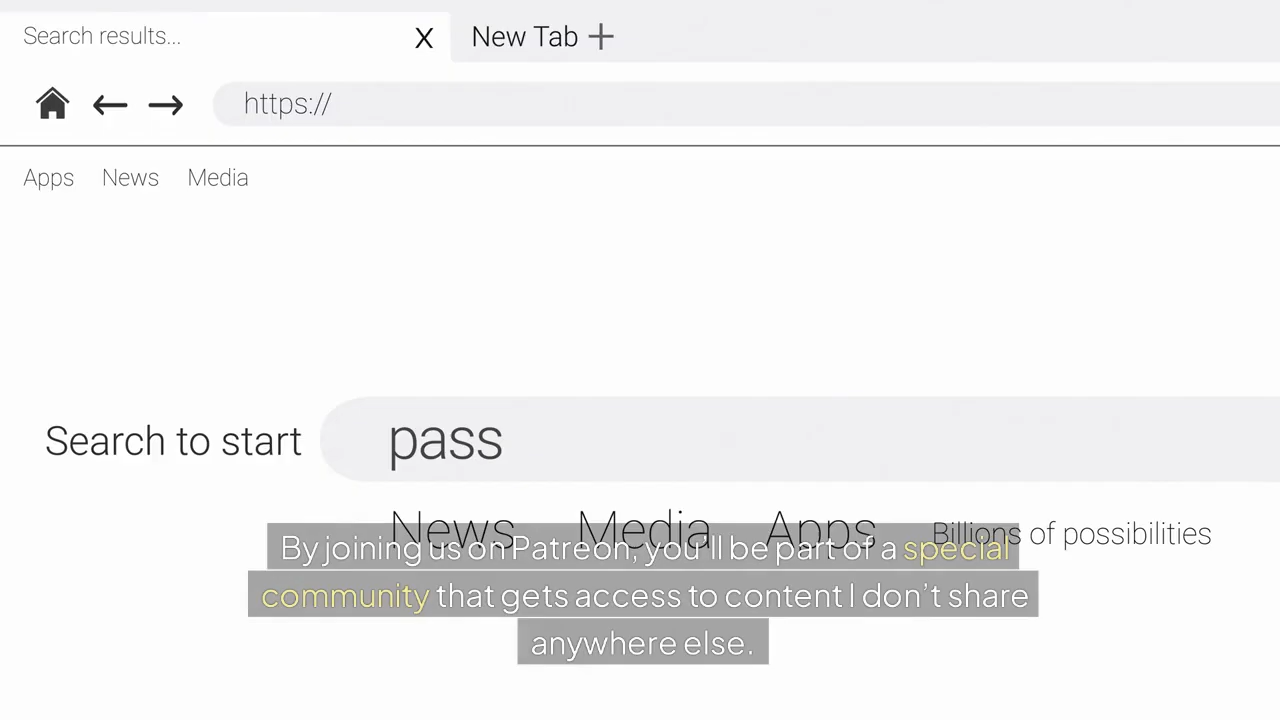 Search results... X New Tab +
https://
Apps News Media
Search to start pass
News Media Apps Billions of possibilities
By joining us on Patreon, you'll be part of a special
community that gets access to content I don't share
anywhere else.